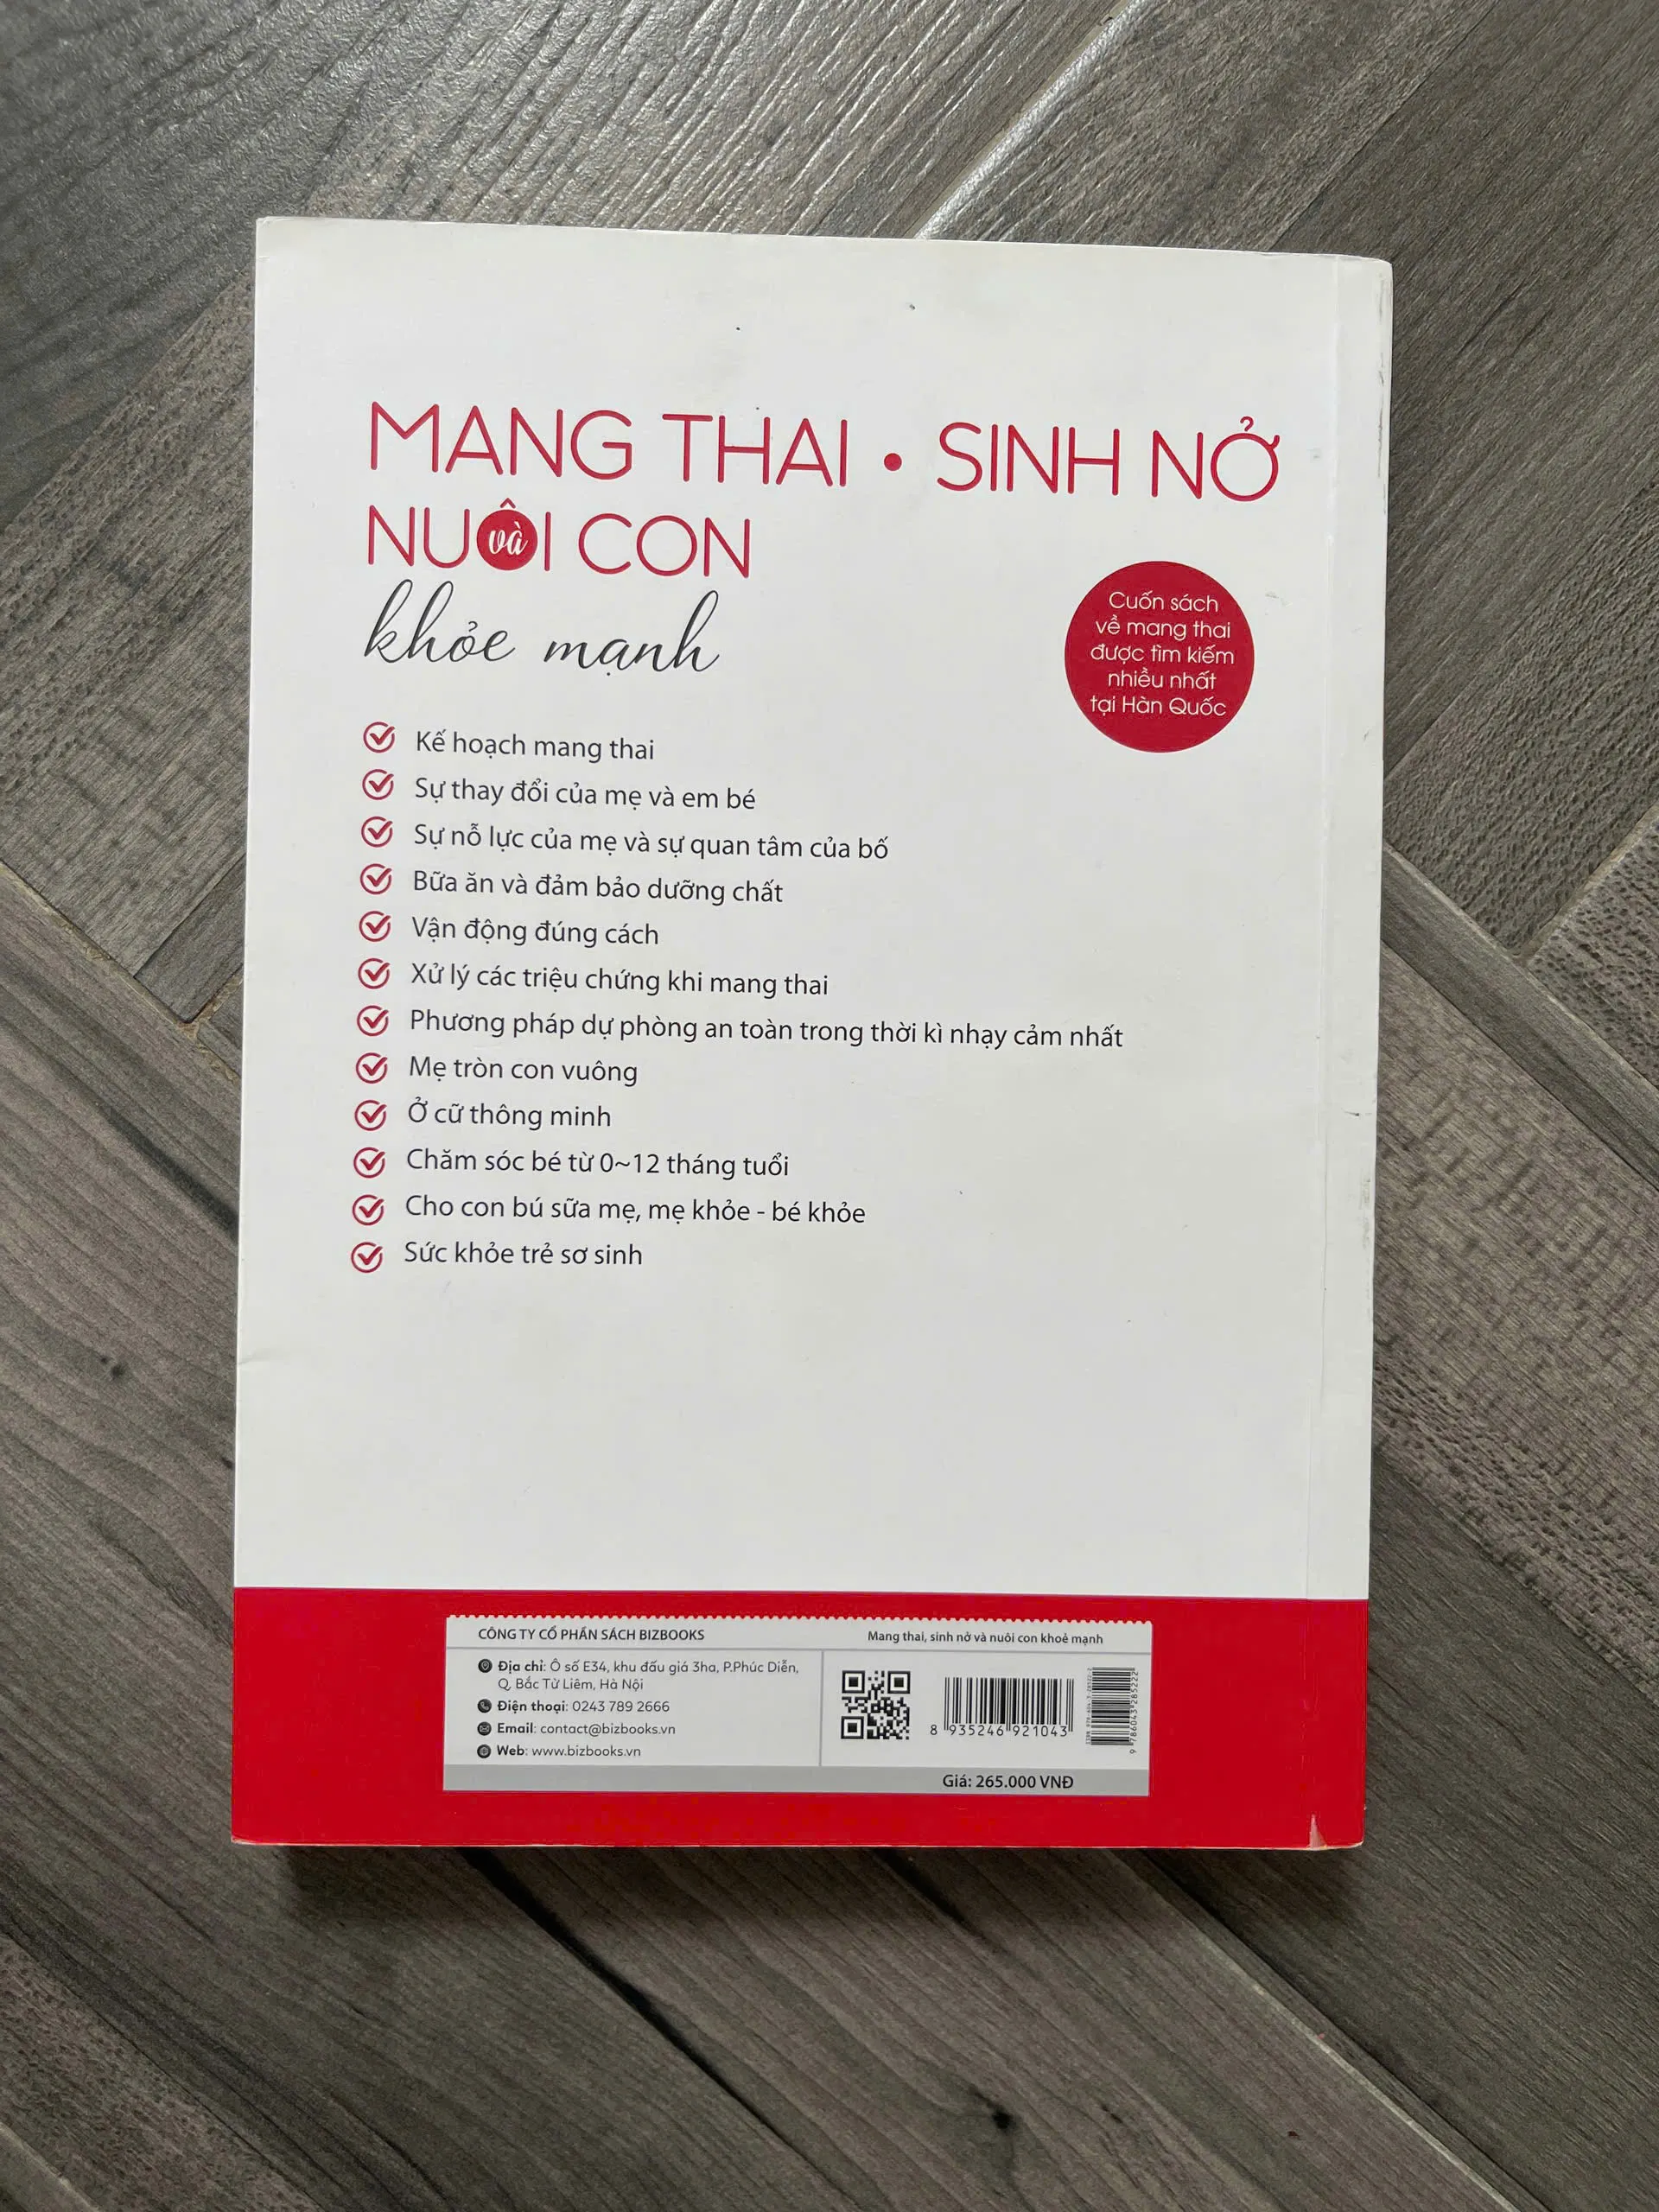 MANG THAI • SINH NỞ
NUÔI CON
và
khỏe mạnh
Cuốn sách
về mang thai
được tìm kiếm
nhiều nhất
tại Hàn Quốc
Kế hoạch mang thai
Sự thay đổi của mẹ và em bé
Sự nỗ lực của mẹ và sự quan tâm của bố
Bữa ăn và đảm bảo dưỡng chất
Vận động đúng cách
Xử lý các triệu chứng khi mang thai
Phương pháp dự phòng an toàn trong thời kì nhạy cảm nhất
Mẹ tròn con vuông
Ở cữ thông minh
Chăm sóc bé từ 0~12 tháng tuổi
Cho con bú sữa mẹ, mẹ khỏe - bé khỏe
Sức khỏe trẻ sơ sinh
CÔNG TY CỔ PHẦN SÁCH BIZBOOKS
Địa chỉ: Ô số E34, khu đấu giá 3ha, P.Phúc Diễn,
Q. Bắc Từ Liêm, Hà Nội
Điện thoại: 0243 789 2666
Email: contact@bizbooks.vn
Web: www.bizbooks.vn
Mang thai, sinh nở và nuôi con khoẻ mạnh
8 935246 921043
9 786043 285222
Giá: 265.000 VNĐ